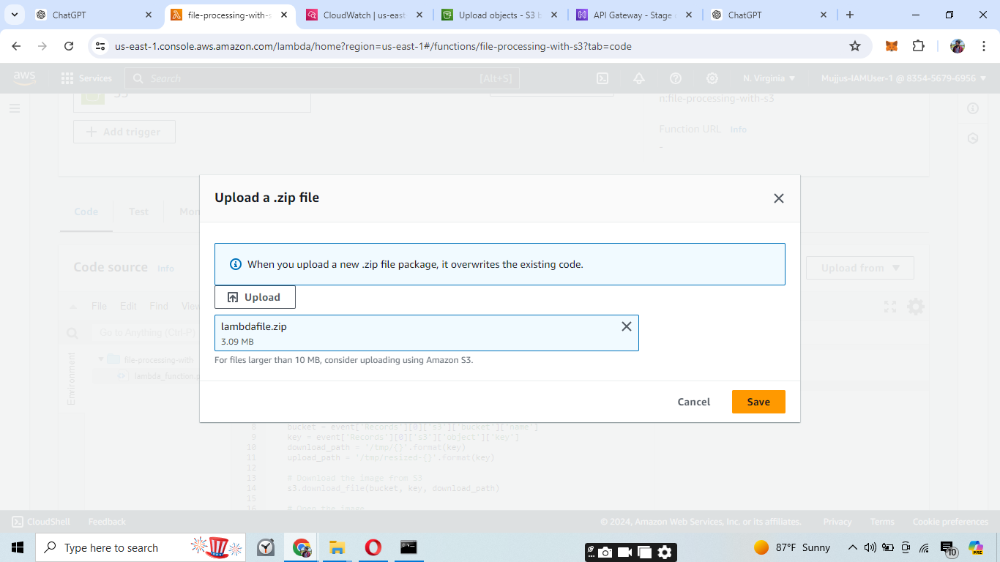 ChatGPT
file-processing-with-s
CloudWatch | us-east
Upload objects - S3 b
API Gateway - Stage
ChatGPT
us-east-1.console.aws.amazon.com/lambda/home?region=us-east-1#/functions/file-processing-with-s3?tab=code
aws
Services
Search
[Alt+S]
N. Virginia
Mujjus-IAMUser-1 @ 8354-5679-6956
S3
n:file-processing-with-s3
Add trigger
Function URL Info
-
Upload a .zip file
Code
Test
Mon
When you upload a new .zip file package, it overwrites the existing code.
Code source Info
Upload from
Upload
File Edit Find View
lambdafile.zip
3.09 MB
Go to Anything (Ctrl-P)
For files larger than 10 MB, consider uploading using Amazon S3.
Environment
file-processing-with
lambda_function.p
Cancel
Save
8 bucket = event['Records'][0]['s3']['bucket']['name']
9 key = event['Records'][0]['s3']['object']['key']
10 download_path = '/tmp/{}'.format(key)
11 upload_path = '/tmp/resized-{}'.format(key)
12
13 # Download the image from S3
14 s3.download_file(bucket, key, download_path)
15
16 # Open the image
CloudShell
Feedback
© 2024, Amazon Web Services, Inc. or its affiliates.
Privacy
Terms
Cookie preferences
Type here to search
87°F Sunny
10
PRE